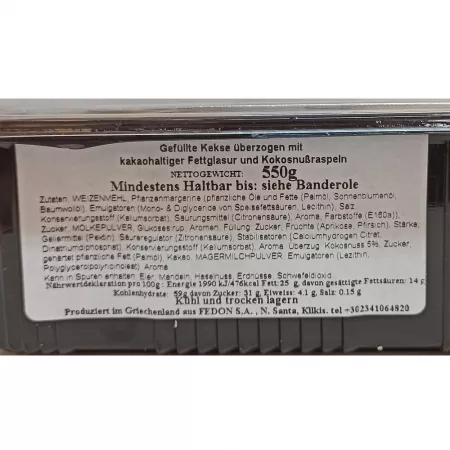 Gefüllte Kekse überzogen mit
kakaohaltiger Fettglasur und Kokosnußraspeln
NETTOGEWICHT: 550g
Mindestens Haltbar bis: siehe Banderole
Zutaten, WEIZENMEHL, Pflanzenmargarine (pflanzliche Öle und Fette (Palmöl, Sonnenblumenöl,
Baumwollöl), Emulgatoren (Mono- & Diglycende von Speisefettsäuren, Lecithin), Salz,
Konservierungsstoff (Kaliumsorbat), Säurungsmittel (Citronensäure), Aroma, Farbstoffe (E160a)),
Zucker, MOLKEPULVER, Glukosesirup, Aromen, Füllung: Zucker, Früchte (Aprikose, Pfirsich), Stärke,
Geliermittel (Pektin), Säureregulator (Zitronensäure), Stabilisatoren (Calciumhydrogen Citrat,
Dinatriumdiphosphat), Konservierungsstoff (Kaliumsorbat), Aroma, Überzug: Kokosnuss 5%, Zucker,
gehärtet pflanzliche Fett (Palmöl), Kakao, MAGERMILCHPULVER, Emulgatoren (Lezithin,
Polyglycerolpolyricinoleat), Aroma
Kann in Spuren enthalten: Eier, Mandeln, Haselnuss, Erdnüsse, Schwefeldioxid
Nährwertdeklaration pro 100g: Energie 1990 kJ/476kcal Fett: 25 g, davon gesättigte Fettsäuren: 14 g
Kohlenhydrate: 59g davon Zucker: 31 g, Eiweiss: 4.1 g, Salz: 0.15 g
Kühl und trocken lagern
Produziert im Griechenland aus FEDON S.A. , N. Santa, Kilkis. tel +302341064820